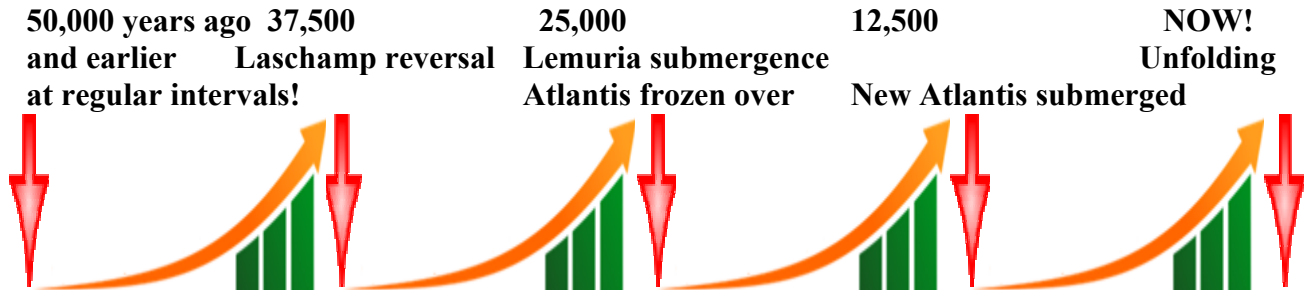 50,000 years ago 37,500 25,000 12,500 NOW!
and earlier Laschamp reversal Lemuria submergence Unfolding
at regular intervals! Atlantis frozen over New Atlantis submerged